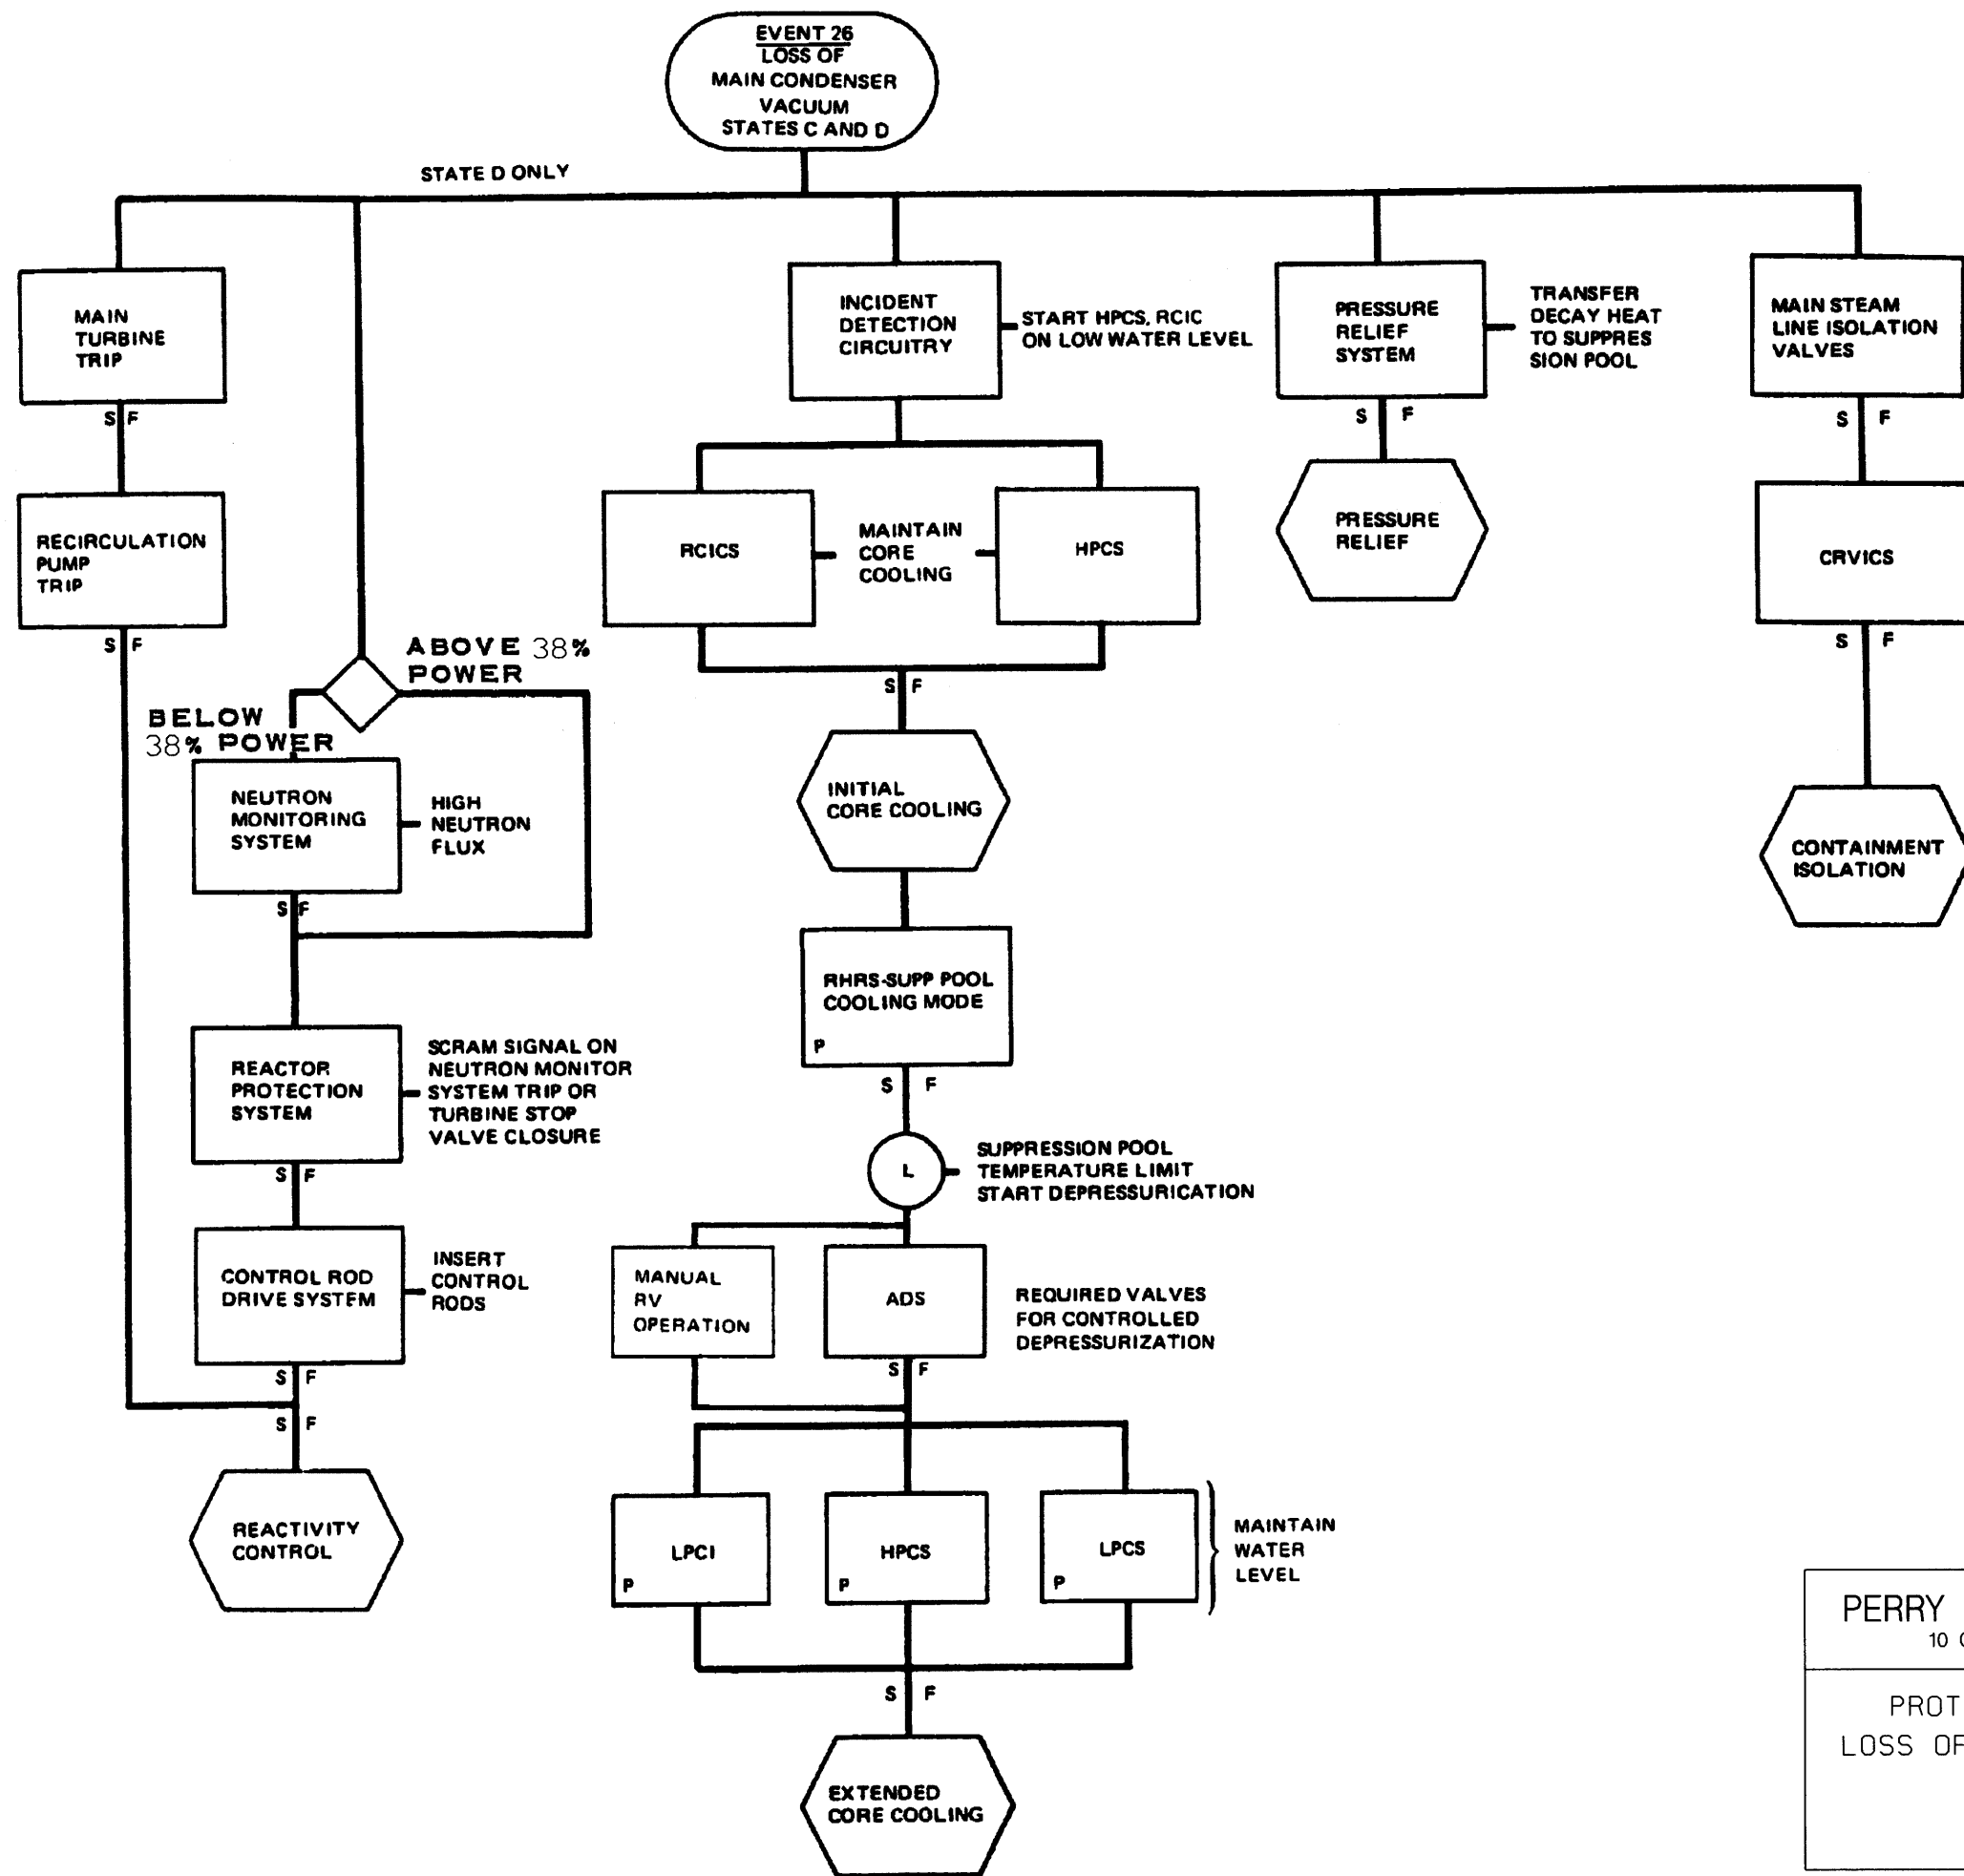 EVENT 26
LOSS OF
MAIN CONDENSER
VACUUM
STATES C AND D
STATE D ONLY
MAIN
TURBINE
TRIP
S F
RECIRCULATION
PUMP
TRIP
S F
ABOVE 38%
POWER
BELOW
38% POWER
NEUTRON
MONITORING
SYSTEM
HIGH
NEUTRON
FLUX
S F
REACTOR
PROTECTION
SYSTEM
SCRAM SIGNAL ON
NEUTRON MONITOR
SYSTEM TRIP OR
TURBINE STOP
VALVE CLOSURE
S F
CONTROL ROD
DRIVE SYSTEM
INSERT
CONTROL
RODS
S F
S F
REACTIVITY
CONTROL
INCIDENT
DETECTION
CIRCUITRY
START HPCS, RCIC
ON LOW WATER LEVEL
RCICS
MAINTAIN
CORE
COOLING
HPCS
S F
INITIAL
CORE COOLING
RHRS-SUPP POOL
COOLING MODE
P
S F
L
SUPPRESSION POOL
TEMPERATURE LIMIT
START DEPRESSURICATION
MANUAL
RV
OPERATION
ADS
REQUIRED VALVES
FOR CONTROLLED
DEPRESSURIZATION
S F
LPCI
P
HPCS
P
LPCS
P
MAINTAIN
WATER
LEVEL
S F
EXTENDED
CORE COOLING
PRESSURE
RELIEF
SYSTEM
TRANSFER
DECAY HEAT
TO SUPPRES
SION POOL
S F
PRESSURE
RELIEF
MAIN STEAM
LINE ISOLATION
VALVES
S F
CRVICS
S F
CONTAINMENT
ISOLATION
PERRY
10
PROT
LOSS OF